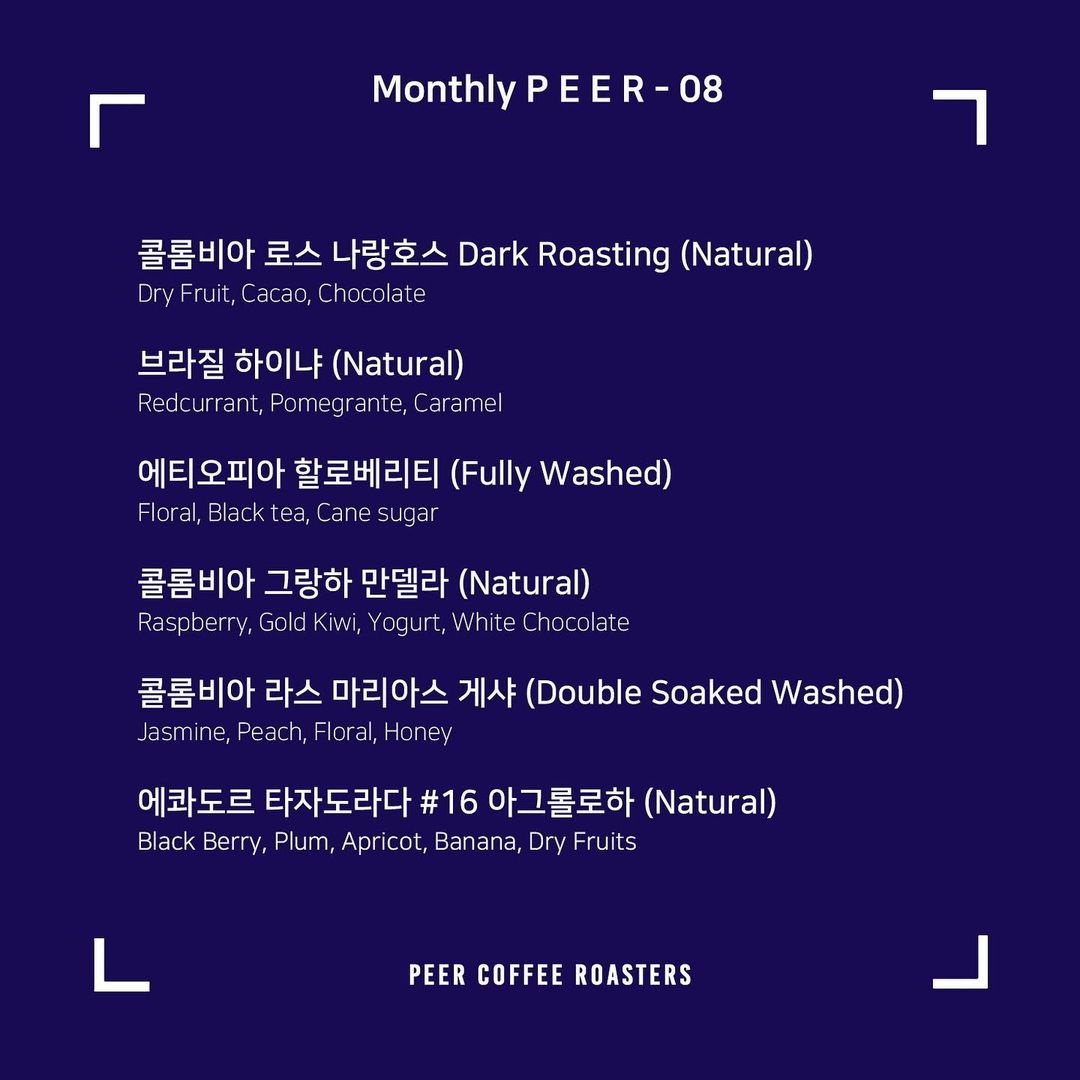 Monthly P E E R - 08
콜롬비아 로스 나랑호스 Dark Roasting (Natural)
Dry Fruit, Cacao, Chocolate
브라질 하이냐 (Natural)
Redcurrant, Pomegrante, Caramel
에티오피아 할로베리티 (Fully Washed)
Floral, Black tea, Cane sugar
콜롬비아 그랑하 만델라 (Natural)
Raspberry, Gold Kiwi, Yogurt, White Chocolate
콜롬비아 라스 마리아스 게샤 (Double Soaked Washed)
Jasmine, Peach, Floral, Honey
에콰도르 타자도라다 #16 아그롤로하 (Natural)
Black Berry, Plum, Apricot, Banana, Dry Fruits
PEER COFFEE ROASTERS